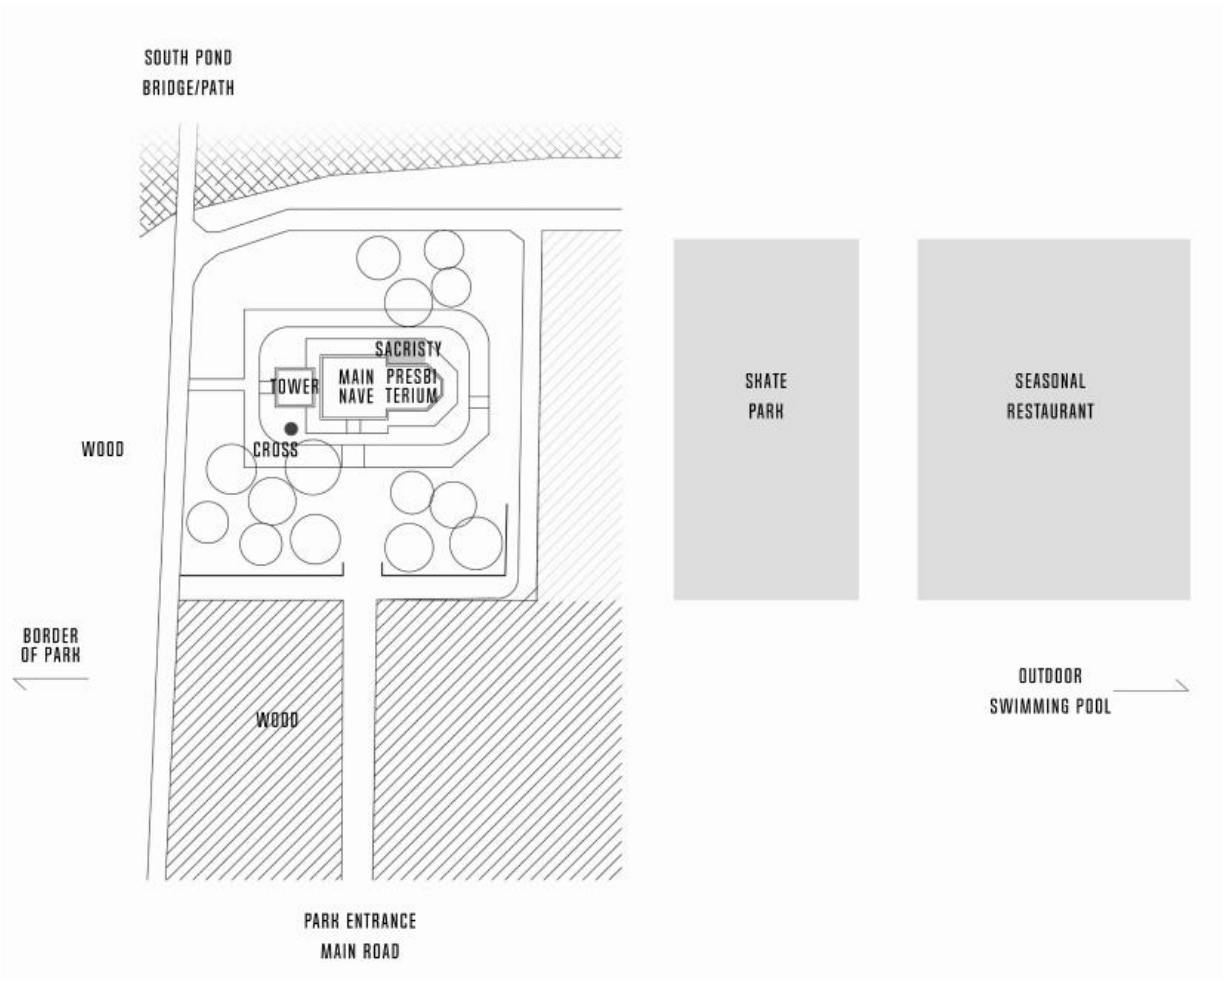 SOUTH POND
BRIDGE/PATH
SACRISTY
TOWER
MAIN
NAVE
PRESBI
TERIUM
CROSS
WOOD
SKATE
PARK
SEASONAL
RESTAURANT
BORDER
OF PARK
WOOD
OUTDOOR
SWIMMING POOL
PARK ENTRANCE
MAIN ROAD